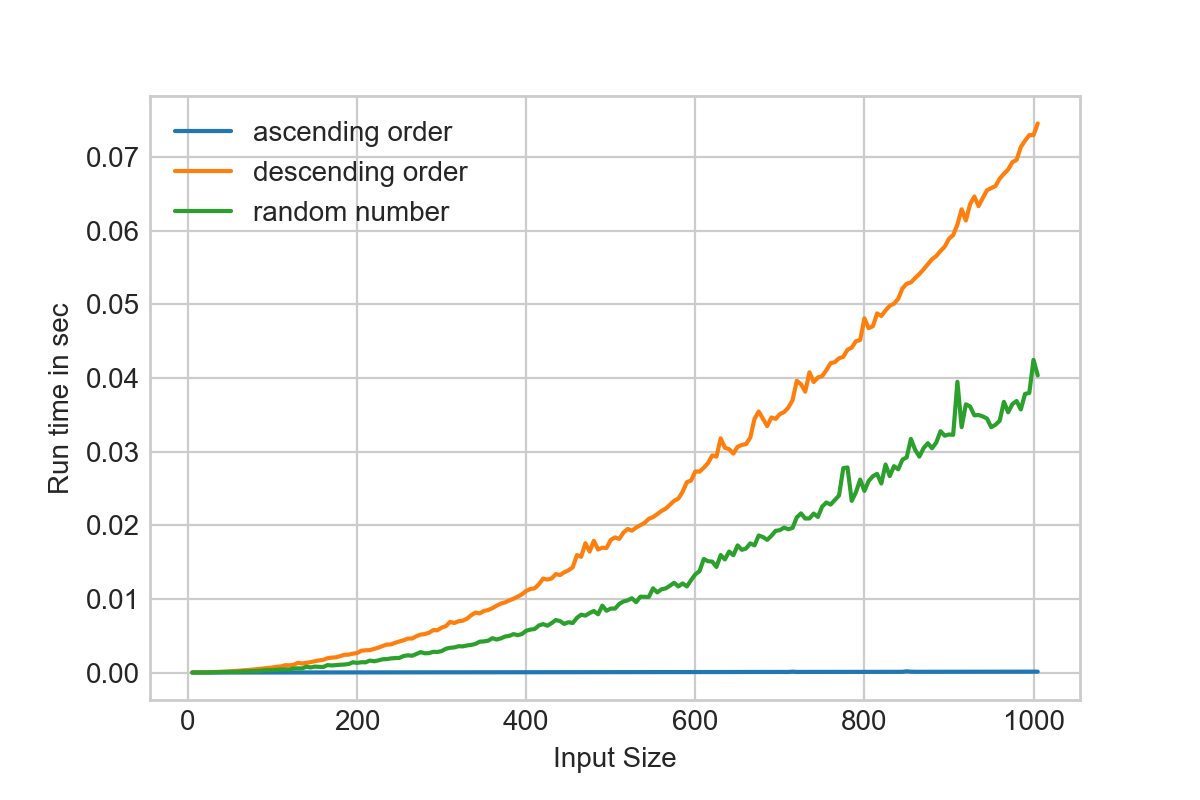 ascending order
descending order
random number
0.07
0.06
0.05
0.04
0.03
0.02
0.01
0.00
Run time in sec
0 200 400 600 800 1000
Input Size